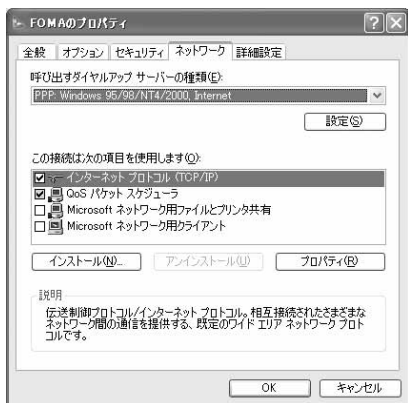 FOMAのプロパティ
全般 オプション セキュリティ ネットワーク 詳細設定
呼び出すダイヤルアップ サーバーの種類(E):
PPP: Windows 95/98/NT4/2000, Internet
設定(S)
この接続は次の項目を使用します(O):
インターネット プロトコル (TCP/IP)
QoS パケット スケジューラ
Microsoft ネットワーク用ファイルとプリンタ共有
Microsoft ネットワーク用クライアント
インストール(N)... アンインストール(U) プロパティ(R)
説明
伝送制御プロトコル/インターネット プロトコル。相互接続されたさまざまな
ネットワーク間の通信を提供する、既定のワイド エリア ネットワーク プロト
コルです。
OK キャンセル